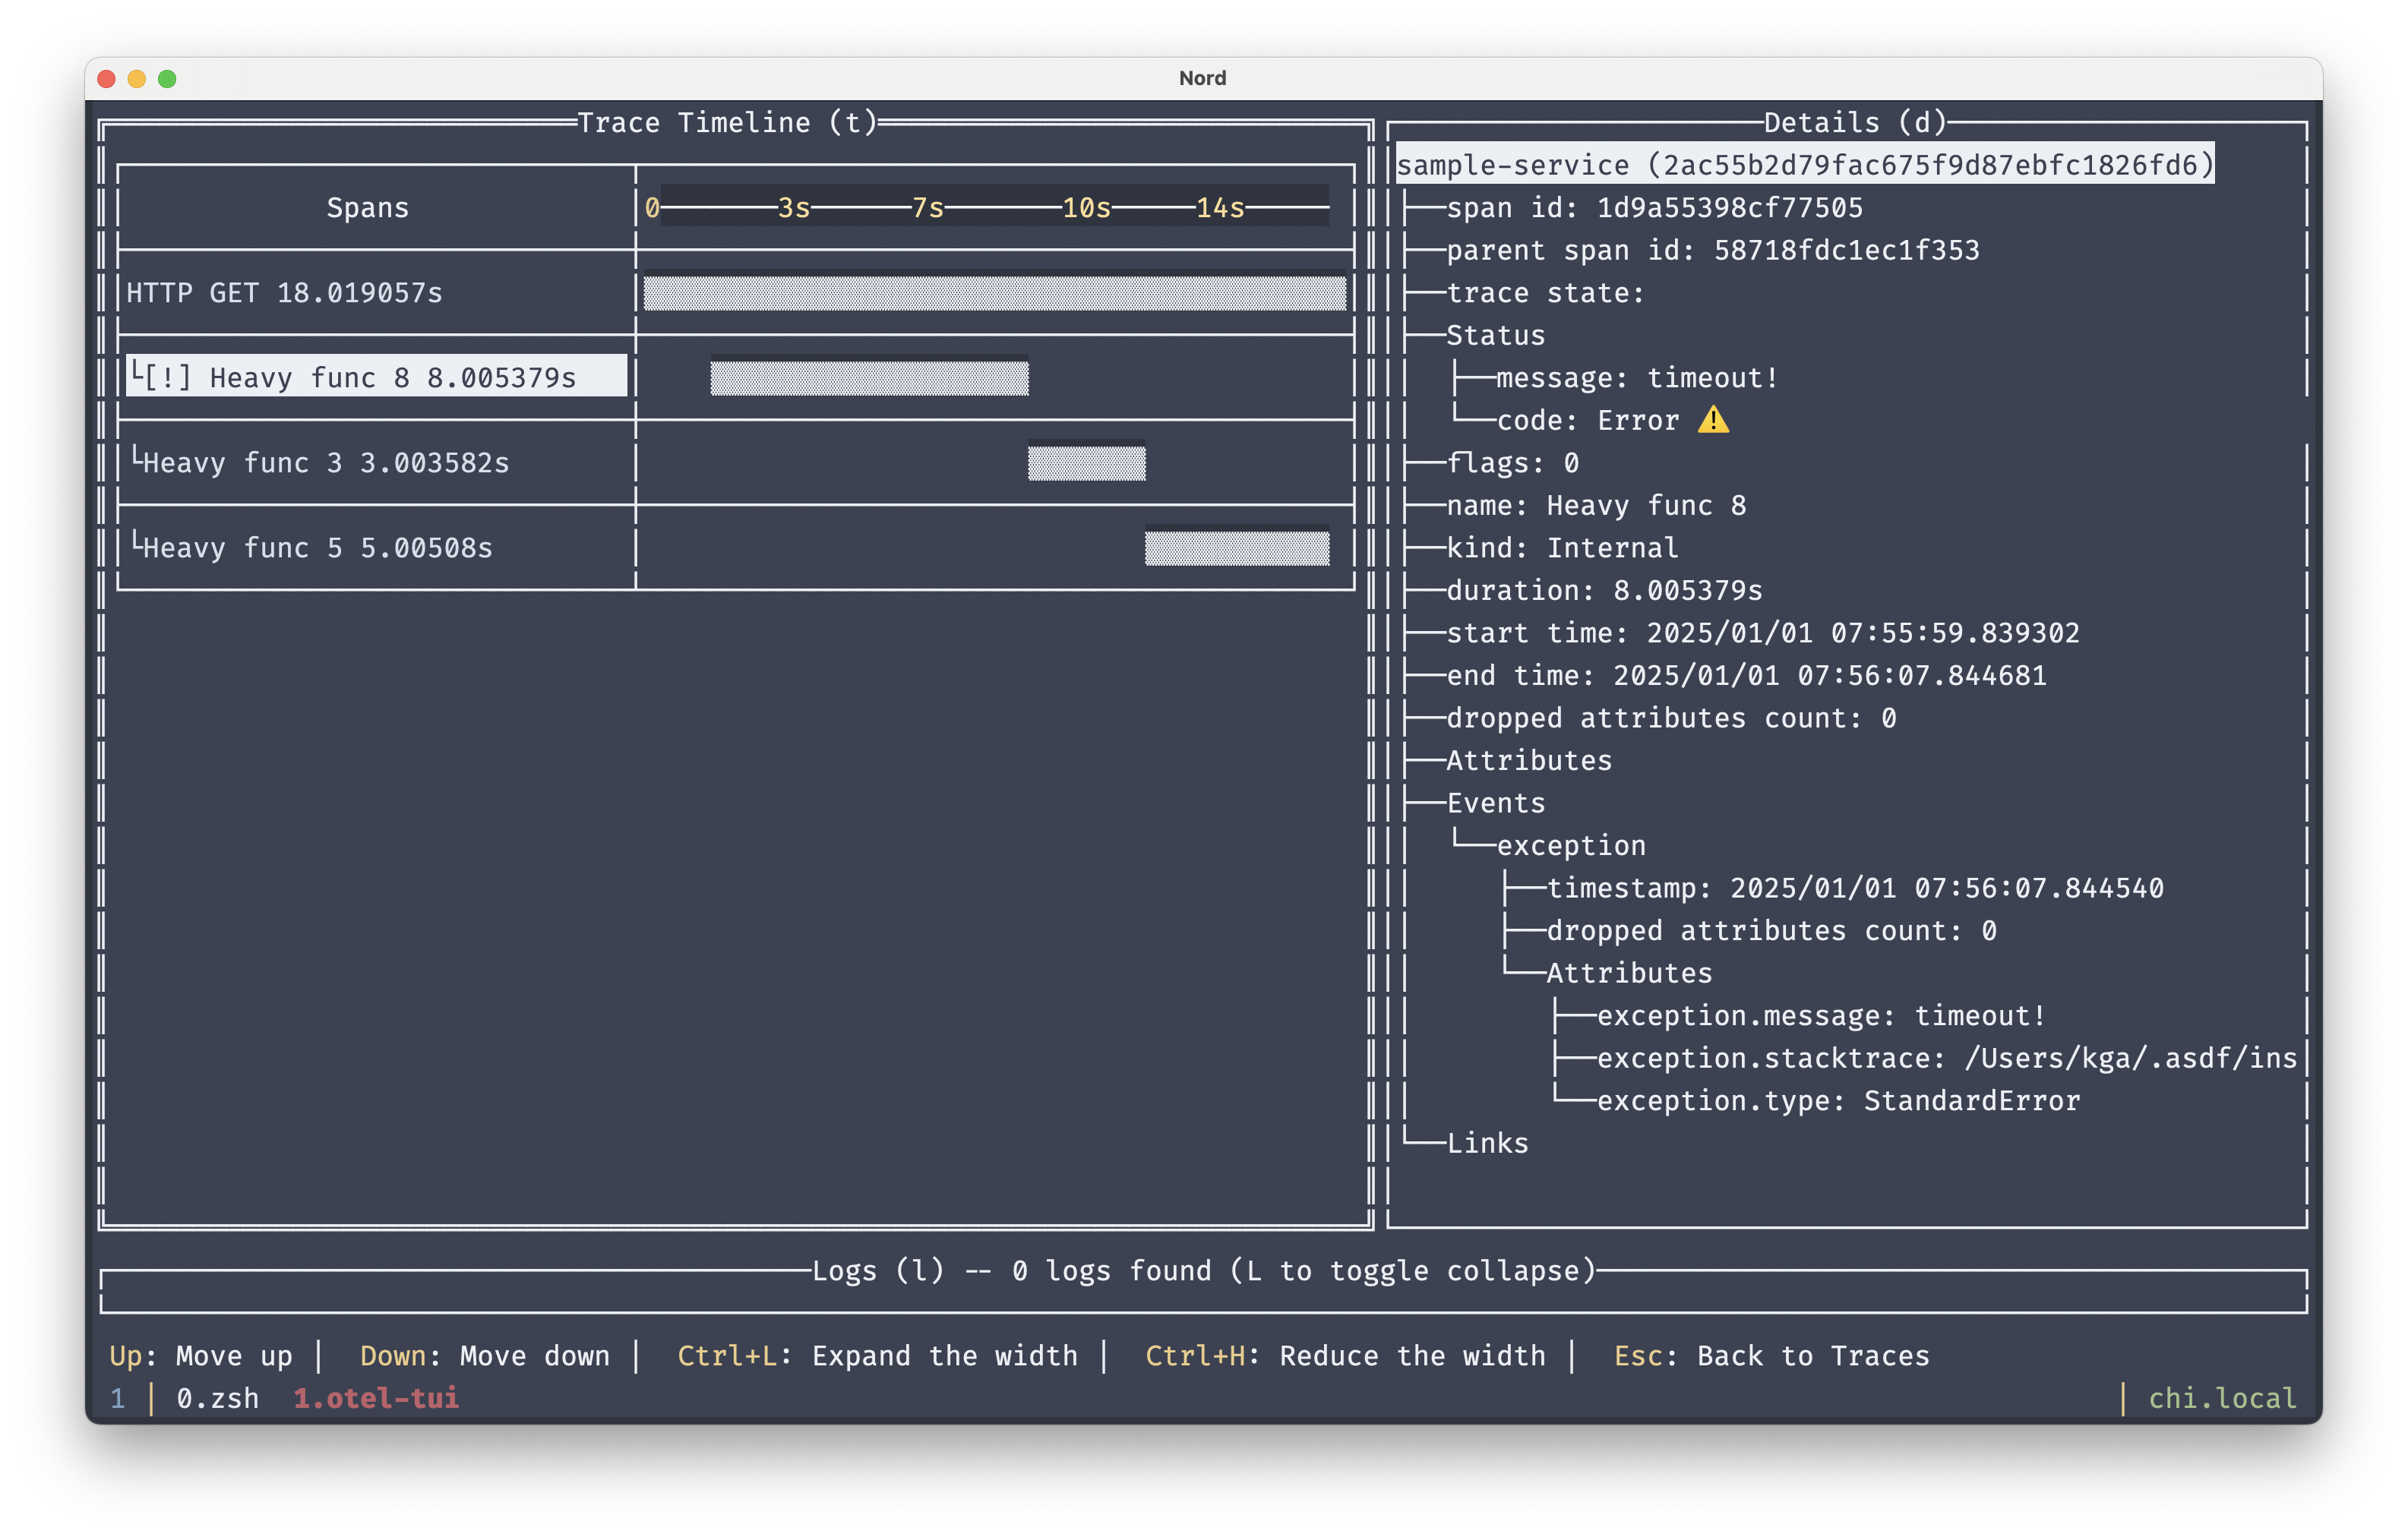 Nord
Trace Timeline (t)
Spans
0 3s 7s 10s 14s
HTTP GET 18.019057s
[!] Heavy func 8 8.005379s
Heavy func 3 3.003582s
Heavy func 5 5.00508s
Details (d)
sample-service (2ac55b2d79fac675f9d87ebfc1826fd6)
span id: 1d9a55398cf77505
parent span id: 58718fdc1ec1f353
trace state:
Status
message: timeout!
code: Error ⚠️
flags: 0
name: Heavy func 8
kind: Internal
duration: 8.005379s
start time: 2025/01/01 07:55:59.839302
end time: 2025/01/01 07:56:07.844681
dropped attributes count: 0
Attributes
Events
exception
timestamp: 2025/01/01 07:56:07.844540
dropped attributes count: 0
Attributes
exception.message: timeout!
exception.stacktrace: /Users/kga/.asdf/ins
exception.type: StandardError
Links
Logs (l) -- 0 logs found (L to toggle collapse)
Up: Move up | Down: Move down | Ctrl+L: Expand the width | Ctrl+H: Reduce the width | Esc: Back to Traces
1 | 0.zsh 1.otel-tui | chi.local